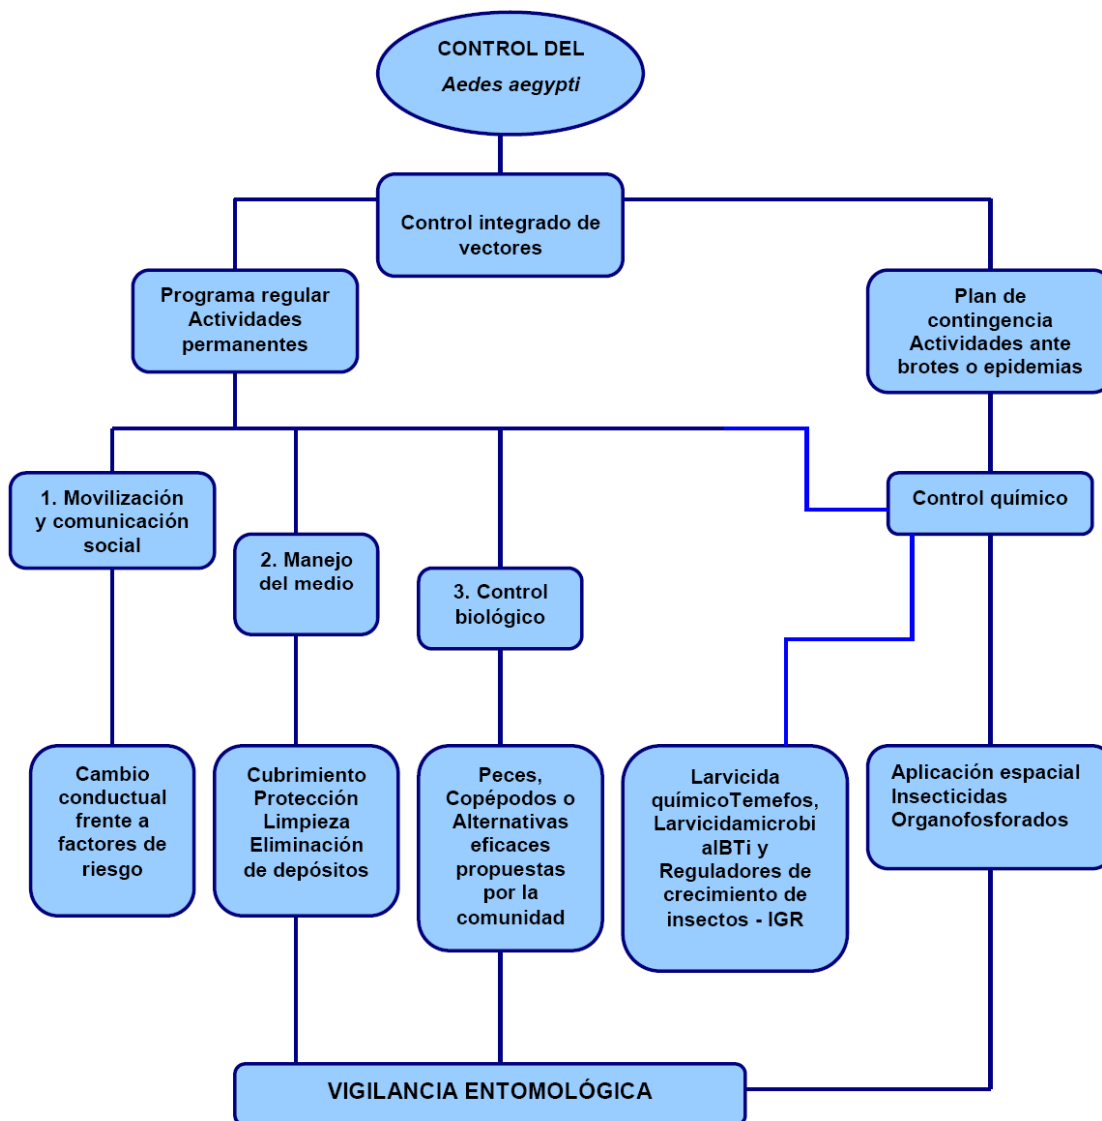 CONTROL DEL
Aedes aegypti
Control integrado de
vectores
Programa regular
Actividades
permanentes
Plan de
contingencia
Actividades ante
brotes o epidemias
1. Movilización
y comunicación
social
2. Manejo
del medio
3. Control
biológico
Control químico
Cambio
conductual
frente a
factores de
riesgo
Cubrimiento
Protección
Limpieza
Eliminación
de depósitos
Peces,
Copépodos o
Alternativas
eficaces
propuestas
por la
comunidad
Larvicida
químicoTemefos,
Larvicidamicrobi
alBTi y
Reguladores de
crecimiento de
insectos - IGR
Aplicación espacial
Insecticidas
Organofosforados
VIGILANCIA ENTOMOLÓGICA